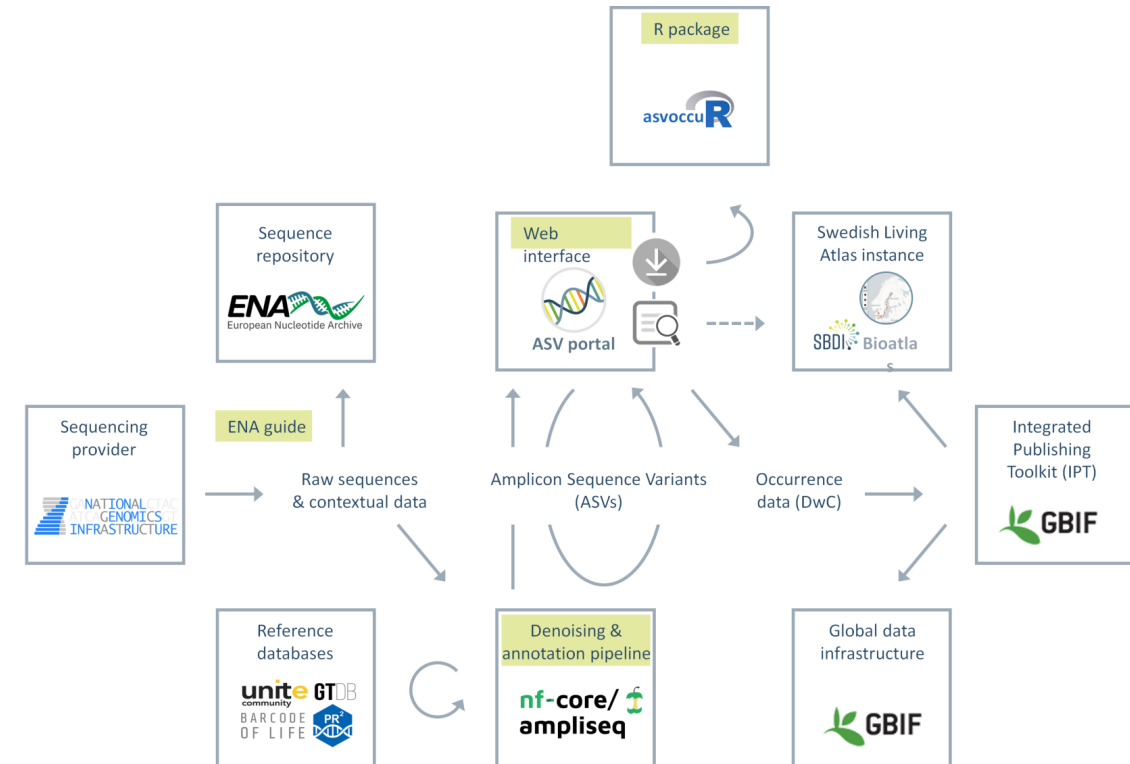 R package
asvoccuR
Sequence
repository
ENA
European Nucleotide Archive
Web
interface
ASV portal
Swedish Living
Atlas instance
SBDI
Bioatla
s
Sequencing
provider
GANATIONALCTAC
ATCAGENOMICSGT
INFRASTRUCTURE
ENA guide
Raw sequences
& contextual data
Amplicon Sequence Variants
(ASVs)
Occurrence
data (DwC)
Integrated
Publishing
Toolkit (IPT)
GBIF
Reference
databases
unite
community
GTDB
BARCODE
OF LIFE
PR2
Denoising &
annotation pipeline
nf-core/
ampliseq
Global data
infrastructure
GBIF